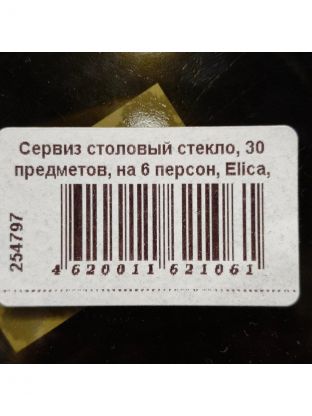 Сервиз столовый стекло, 30
предметов, на 6 персон, Elica,
254797
4 620011 621061